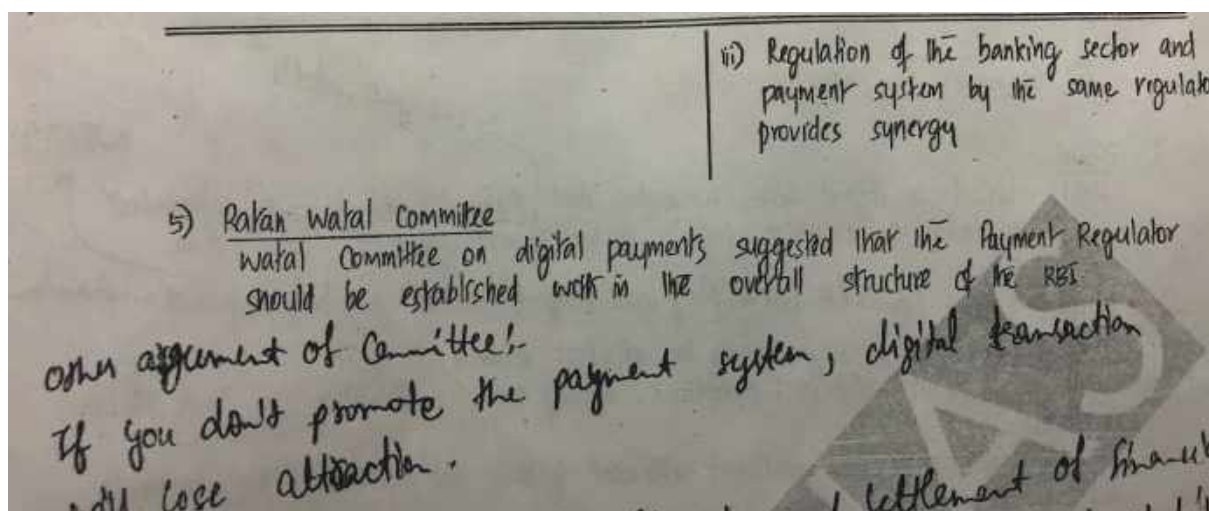 iii) Regulation of the banking sector and
payment system by the same regulato
provides synergy
5) Ratan Watal Committee
Watal Committee on digital payments suggested that the Payment Regulator
should be established with in the overall structure of the RBI
other argument of Committee:-
If you don't promote the payment system, digital transaction
will lose attraction.
settlement of financi
AS